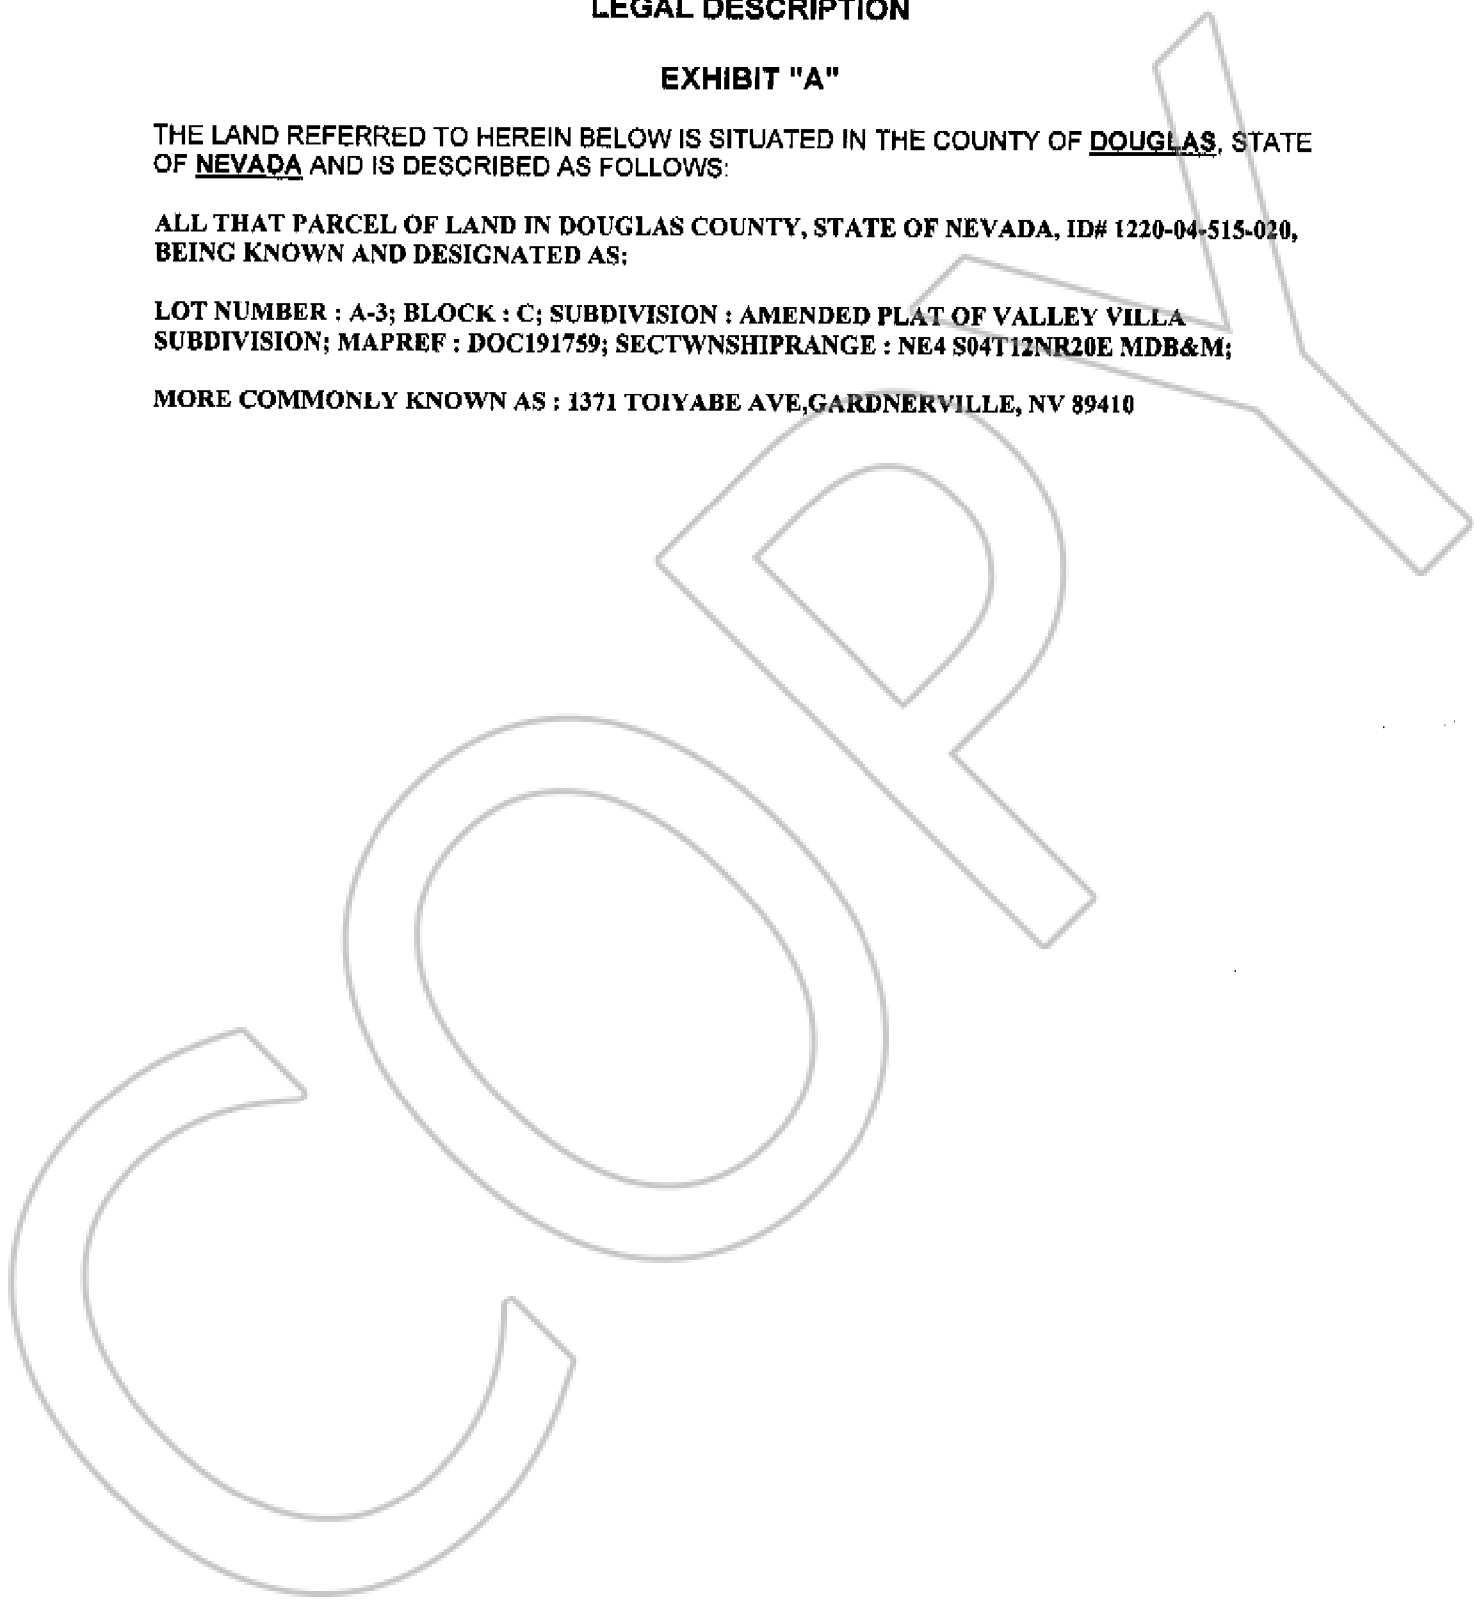 LEGAL DESCRIPTION
EXHIBIT "A"
THE LAND REFERRED TO HEREIN BELOW IS SITUATED IN THE COUNTY OF DOUGLAS, STATE
OF NEVADA AND IS DESCRIBED AS FOLLOWS:
ALL THAT PARCEL OF LAND IN DOUGLAS COUNTY, STATE OF NEVADA, ID# 1220-04-515-020,
BEING KNOWN AND DESIGNATED AS:
LOT NUMBER : A-3; BLOCK : C; SUBDIVISION : AMENDED PLAT OF VALLEY VILLA
SUBDIVISION; MAPREF : DOC191759; SECTWNSHIPRANGE : NE4 S04T12NR20E MDB&M;
MORE COMMONLY KNOWN AS : 1371 TOIYABE AVE,GARDNERVILLE, NV 89410
COPY